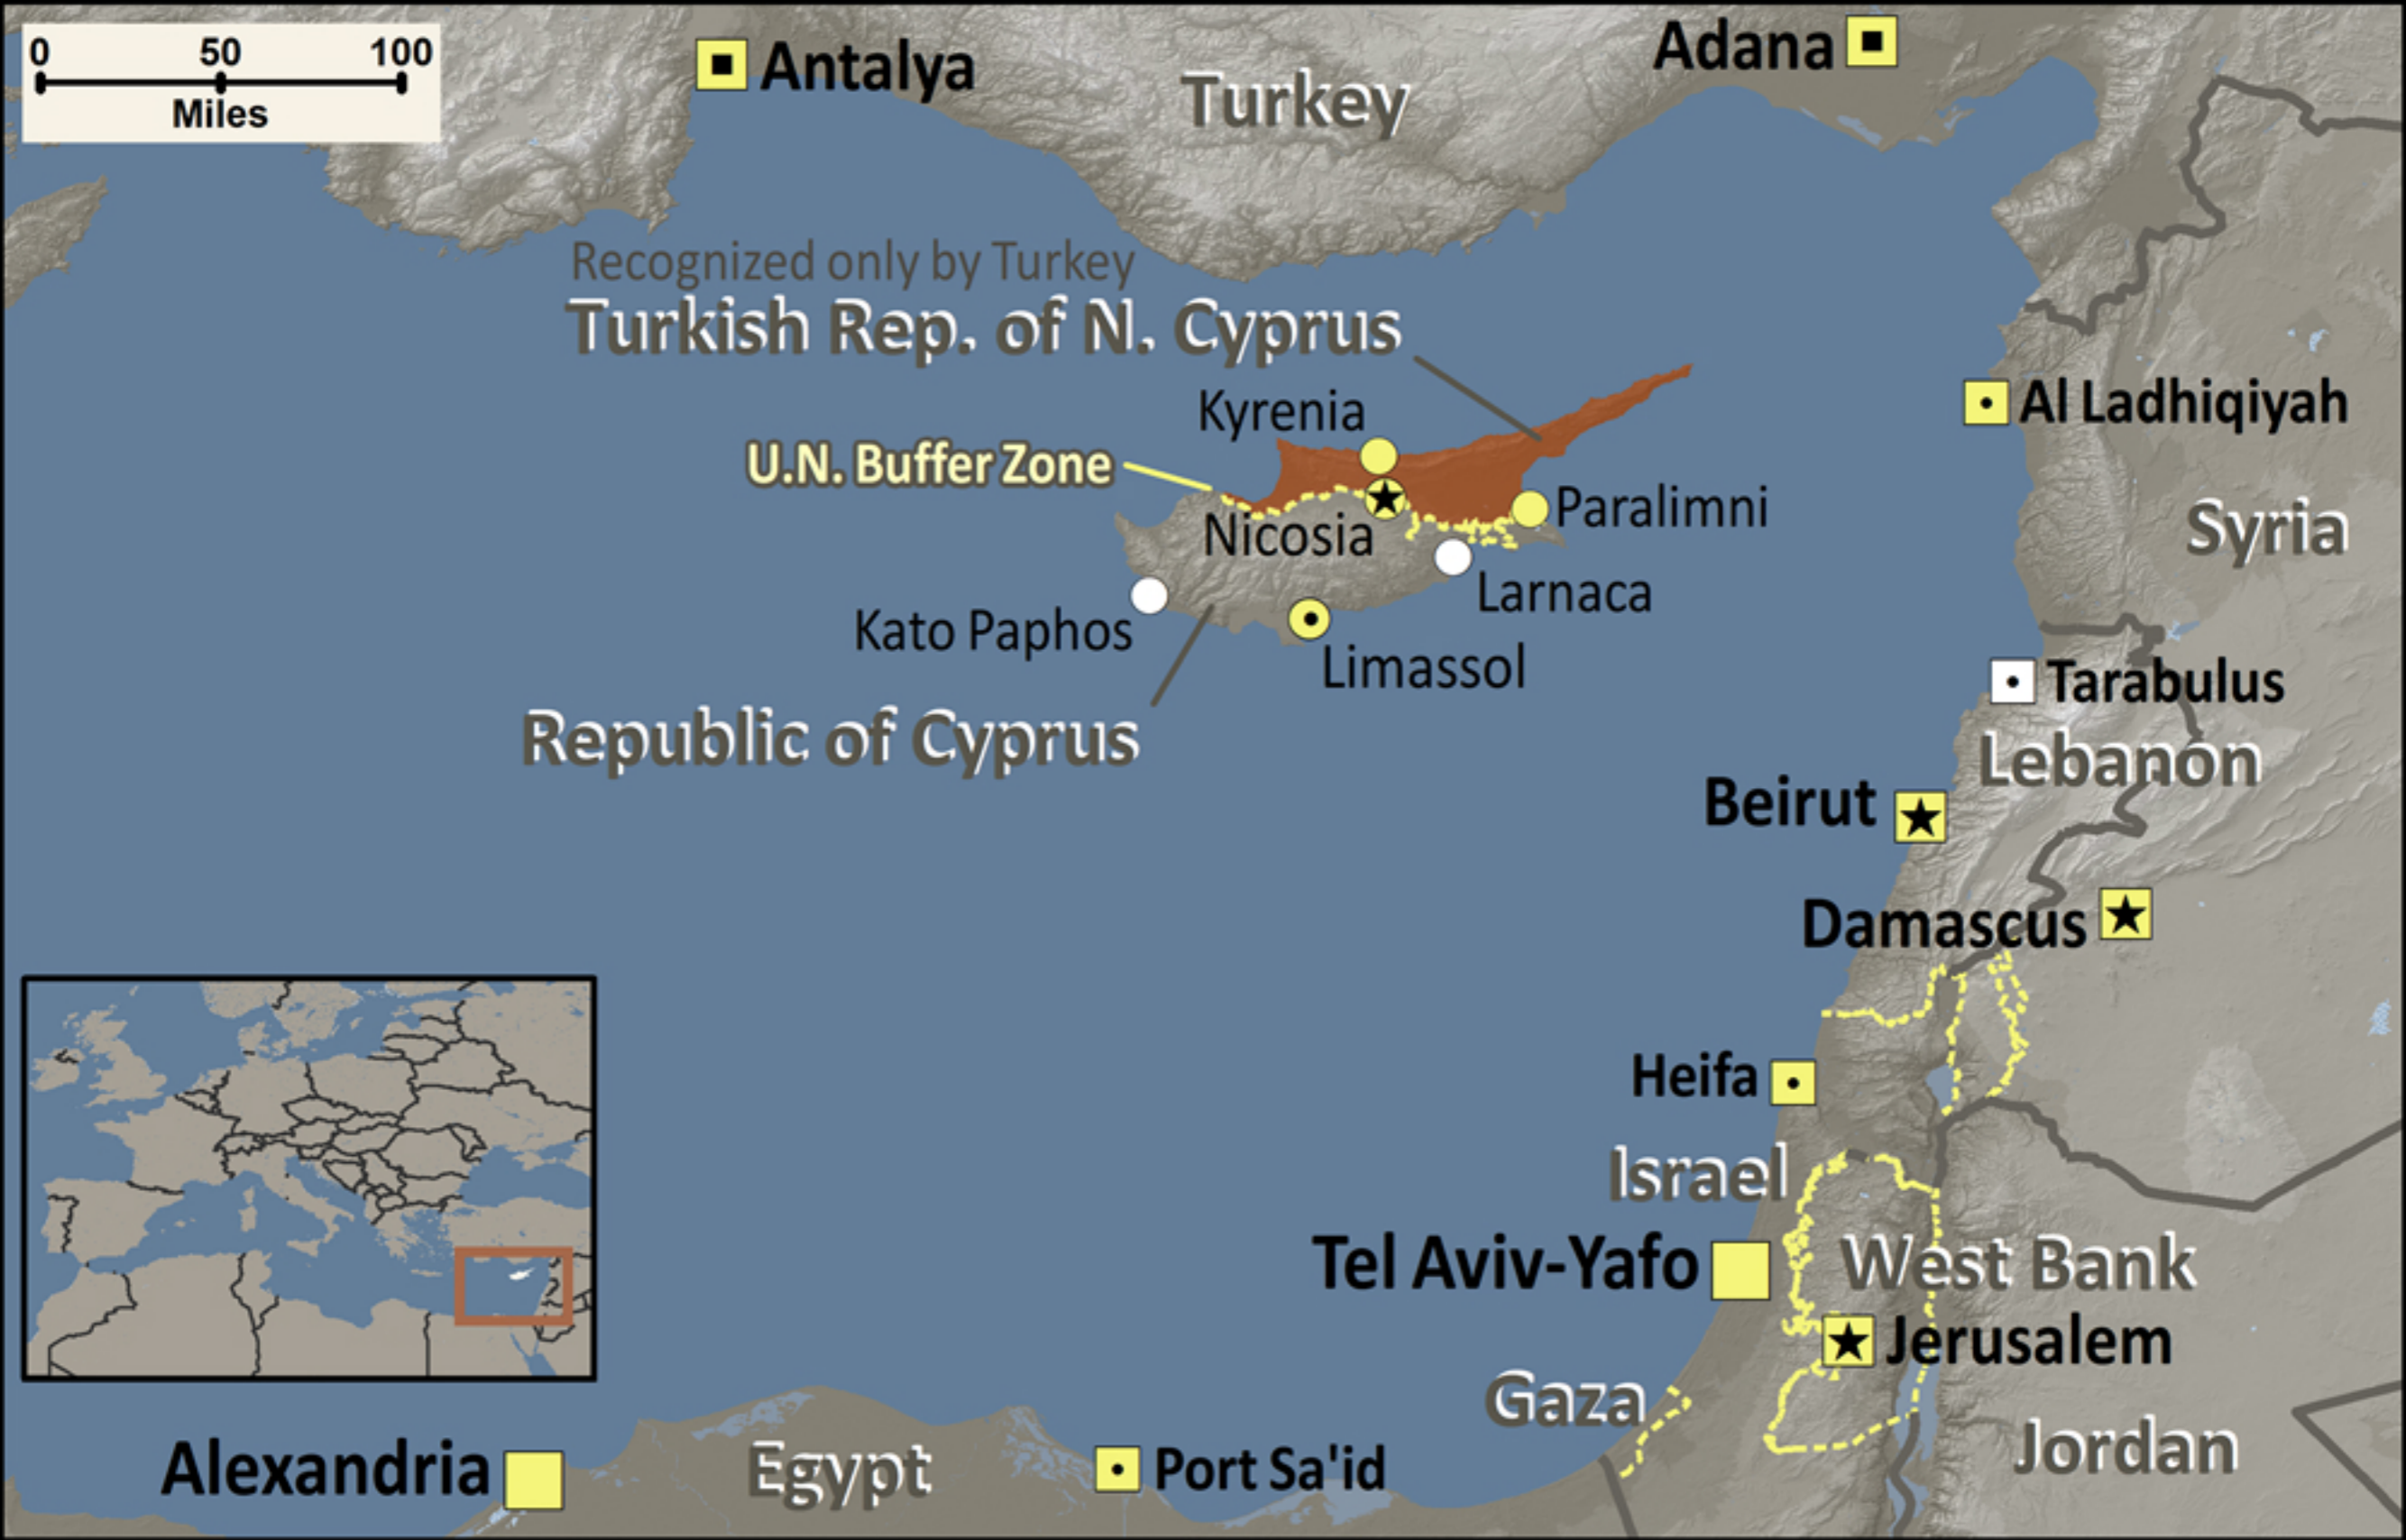 0 50 100
Miles
Antalya
Adana
Turkey
Recognized only by Turkey
Turkish Rep. of N. Cyprus
Kyrenia
Al Ladhiqiyah
U.N. Buffer Zone
Paralimni
Nicosia
Syria
Larnaca
Kato Paphos
Limassol
Tarabulus
Republic of Cyprus
Lebanon
Beirut
Damascus
Heifa
Israel
Tel Aviv-Yafo
West Bank
Jerusalem
Gaza
Jordan
Alexandria
Egypt
Port Sa'id